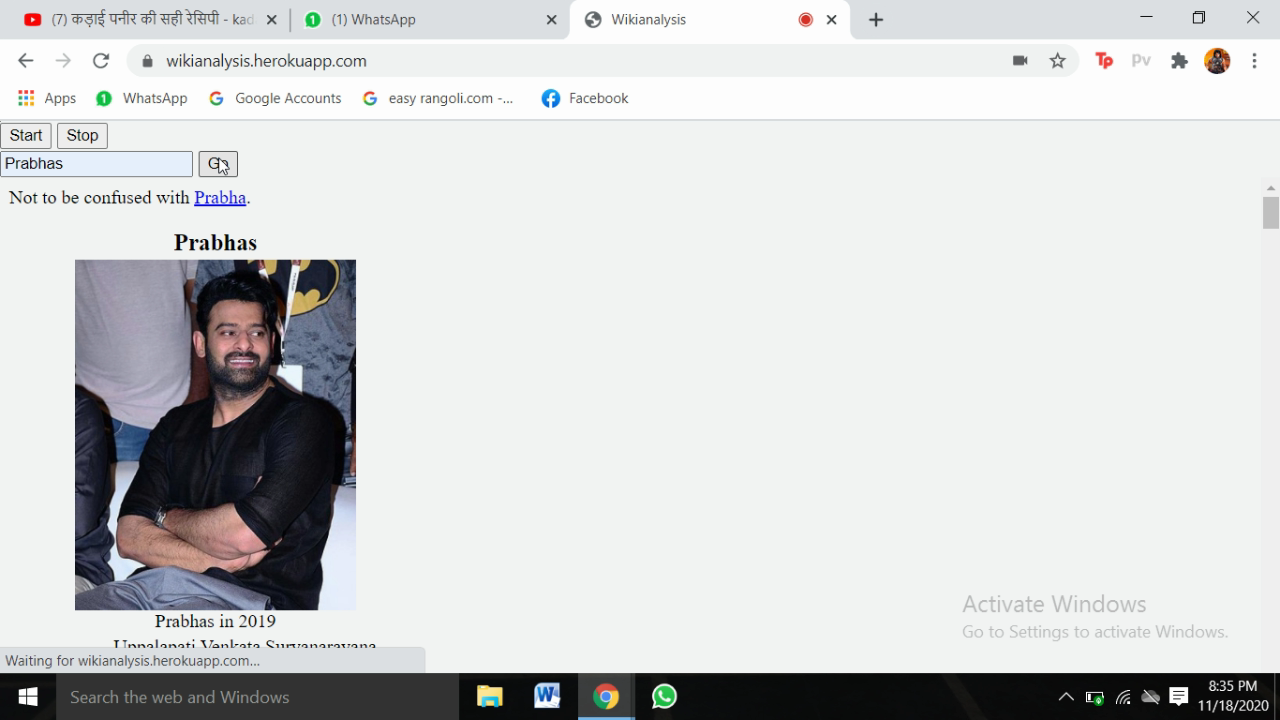 (7) कड़ाई पनीर की सही रेसिपी - kad
(1) WhatsApp
Wikianalysis
wikianalysis.herokuapp.com
Tp
Pv
Apps
WhatsApp
Google Accounts
easy rangoli.com -...
Facebook
Start Stop
Prabhas
Not to be confused with Prabha.
Prabhas
Prabhas in 2019
Uppalapati Venkata Suryanarayana
Activate Windows
Go to Settings to activate Windows.
Waiting for wikianalysis.herokuapp.com...
Search the web and Windows
8:35 PM
11/18/2020